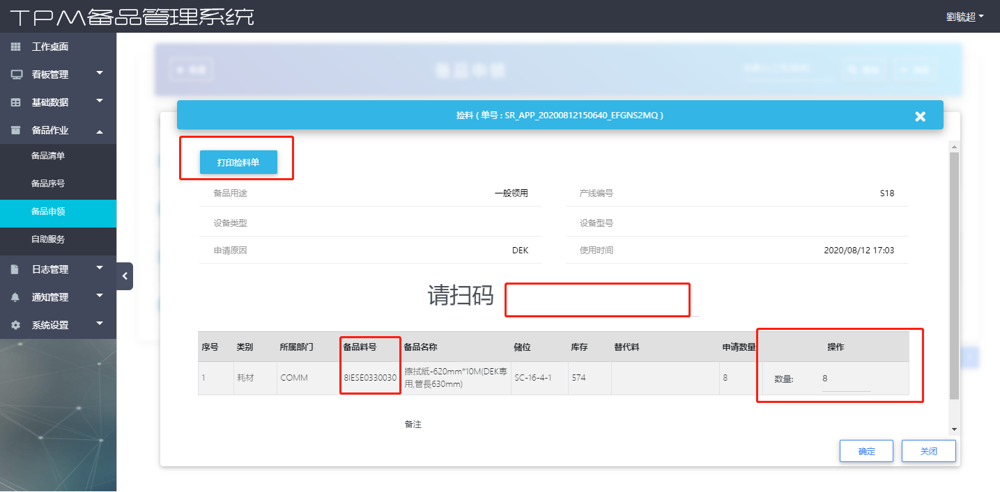 TPM备品管理系统
劉毓超
工作桌面
看板管理
基础数据
备品作业
备品清单
备品序号
备品申领
自助服务
日志管理
通知管理
系统设置
备品申领
捡料 ( 单号 : SR_APP_20200812150640_EFGNS2MQ )
打印捡料单
备品用途 一般领用 产线编号 S18
设备类型 设备型号
申请原因 DEK 使用时间 2020/08/12 17:03
请扫码
序号 类别 所属部门 备品料号 备品名称 储位 库存 替代料 申请数量 操作
1 耗材 COMM 8IESE0330030 擦拭紙-620mm*10M(DEK專用,管長630mm) SC-16-4-1 574 8 数量: 8
备注
确定 关闭